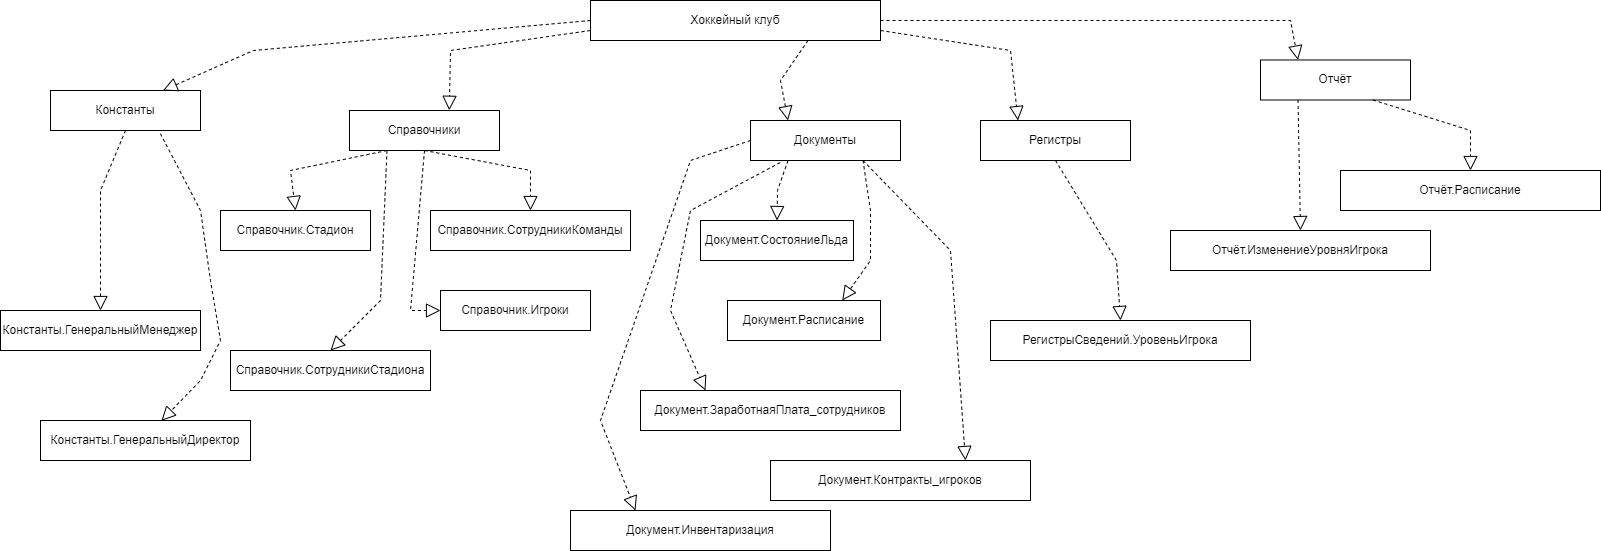 Хоккейный клуб
Отчёт
Константы
Справочники
Документы
Регистры
Отчёт.Расписание
Справочник.Стадион
Справочник.СотрудникиКоманды
Документ.СостояниеЛьда
Отчёт.ИзменениеУровняИгрока
Справочник.Игроки
Документ.Расписание
Константы.ГенеральныйМенеджер
РегистрыСведений.УровеньИгрока
Справочник.СотрудникиСтадиона
Документ.ЗаработнаяПлата_сотрудников
Константы.ГенеральныйДиректор
Документ.Контракты_игроков
Документ.Инвентаризация